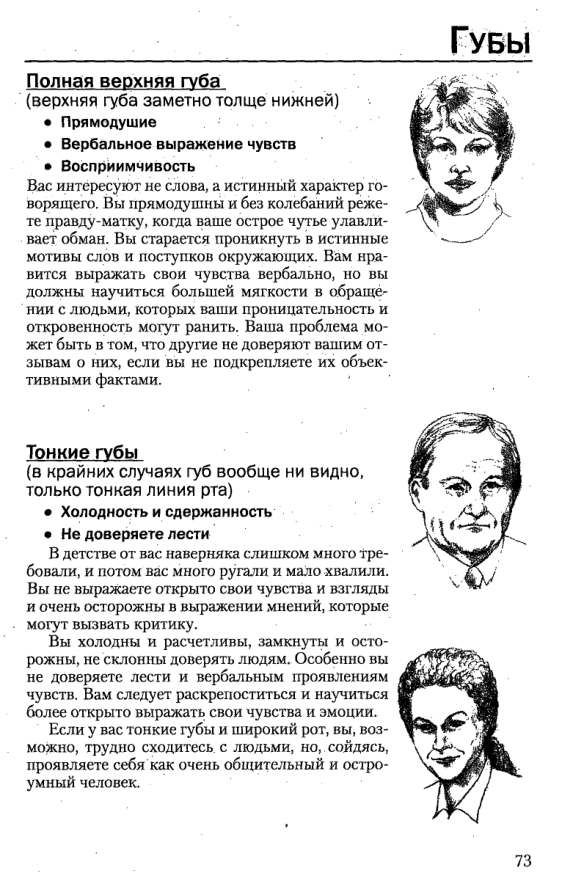 Губы
Полная верхняя губа
(верхняя губа заметно толще нижней)
• Прямодушие
• Вербальное выражение чувств
• Восприимчивость
Вас интересуют не слова, а истинный характер го-
ворящего. Вы прямодушны и без колебаний реже-
те правду-матку, когда ваше острое чутье улавли-
вает обман. Вы старается проникнуть в истинные
мотивы слов и поступков окружающих. Вам нра-
вится выражать свои чувства вербально, но вы
должны научиться большей мягкости в обраще-
нии с людьми, которых ваши проницательность и
откровенность могут ранить. Ваша проблема мо-
жет быть в том, что другие не доверяют вашим от-
зывам о них, если вы не подкрепляете их объек-
тивными фактами.
Тонкие губы
(в крайних случаях губ вообще ни видно,
только тонкая линия рта)
• Холодность и сдержанность
• Не доверяете лести
В детстве от вас наверняка слишком много тре-
бовали, и потом вас много ругали и мало хвалили.
Вы не выражаете открыто свои чувства и взгляды
и очень осторожны в выражении мнений, которые
могут вызвать критику.
Вы холодны и расчетливы, замкнуты и осто-
рожны, не склонны доверять людям. Особенно вы
не доверяете лести и вербальным проявлениям
чувств. Вам следует раскрепоститься и научиться
более открыто выражать свои чувства и эмоции.
Если у вас тонкие губы и широкий рот, вы, воз-
можно, трудно сходитесь с людьми, но, сойдясь,
проявляете себя как очень общительный и остро-
умный человек.
73